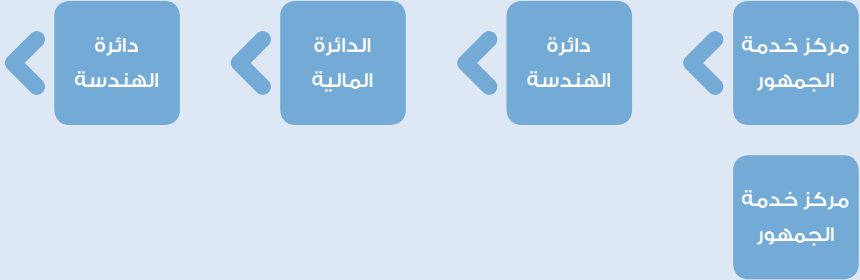 مركز خدمة
الجمهور
دائرة
الهندسة
الدائرة
المالية
دائرة
الهندسة
مركز خدمة
الجمهور